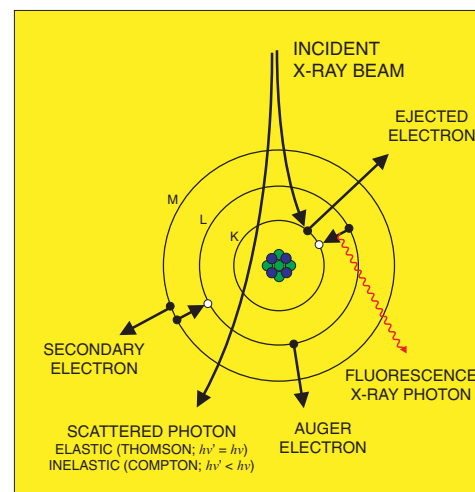 INCIDENT
X-RAY BEAM
EJECTED
ELECTRON
M
L
K
SECONDARY
ELECTRON
FLUORESCENCE
X-RAY PHOTON
SCATTERED PHOTON
ELASTIC (THOMSON; hν' = hν)
INELASTIC (COMPTON; hν' < hν)
AUGER
ELECTRON